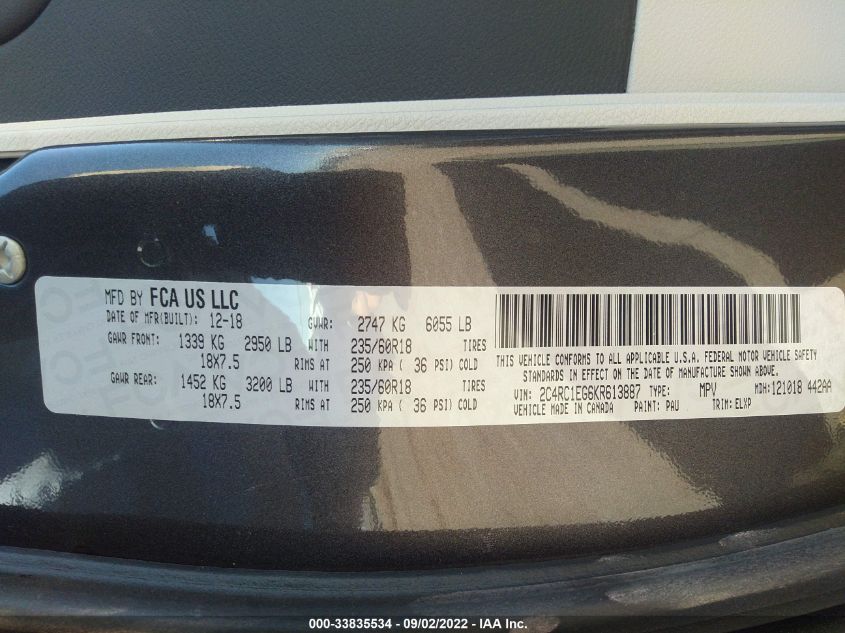 MFD BY FCA US LLC
DATE OF MFR(BUILT): 12-18 GVWR: 2747 KG 6055 LB
GAWR FRONT: 1339 KG 2950 LB WITH 235/60R18 TIRES
18X7.5 RIMS AT 250 KPA ( 36 PSI) COLD
GAWR REAR: 1452 KG 3200 LB WITH 235/60R18 TIRES
18X7.5 RIMS AT 250 KPA ( 36 PSI) COLD
THIS VEHICLE CONFORMS TO ALL APPLICABLE U.S.A. FEDERAL MOTOR VEHICLE SAFETY
STANDARDS IN EFFECT ON THE DATE OF MANUFACTURE SHOWN ABOVE.
VIN: 2C4RC1EG6KR613887 TYPE: MPV MDH: 121018 442AA
VEHICLE MADE IN CANADA PAINT: PAU TRIM: ELXP
000-33835534 - 09/02/2022 - IAA Inc.